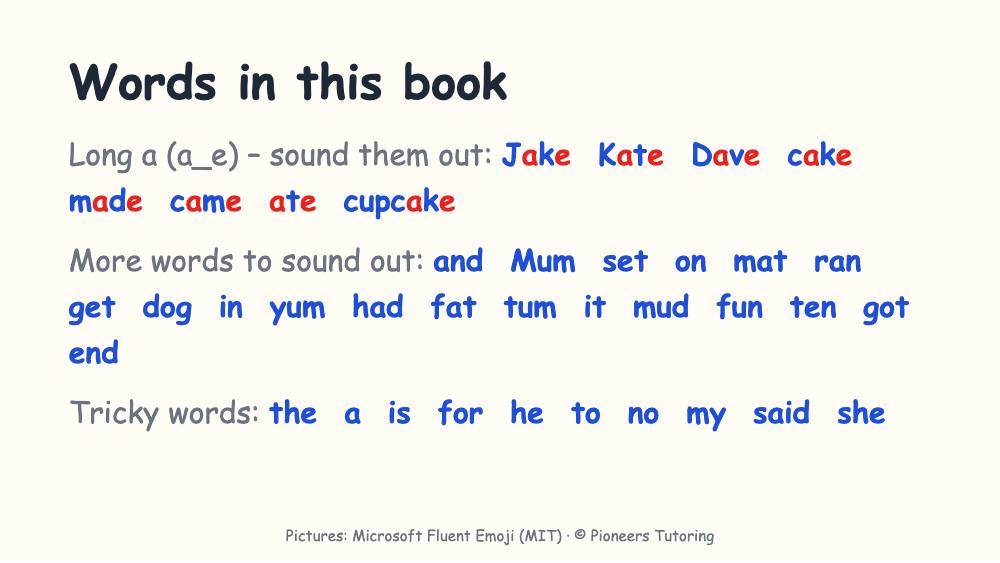 Words in this book
Long a (a_e) – sound them out: Jake Kate Dave cake
made came ate cupcake
More words to sound out: and Mum set on mat ran
get dog in yum had fat tum it mud fun ten got
end
Tricky words: the a is for he to no my said she
Pictures: Microsoft Fluent Emoji (MIT) · © Pioneers Tutoring